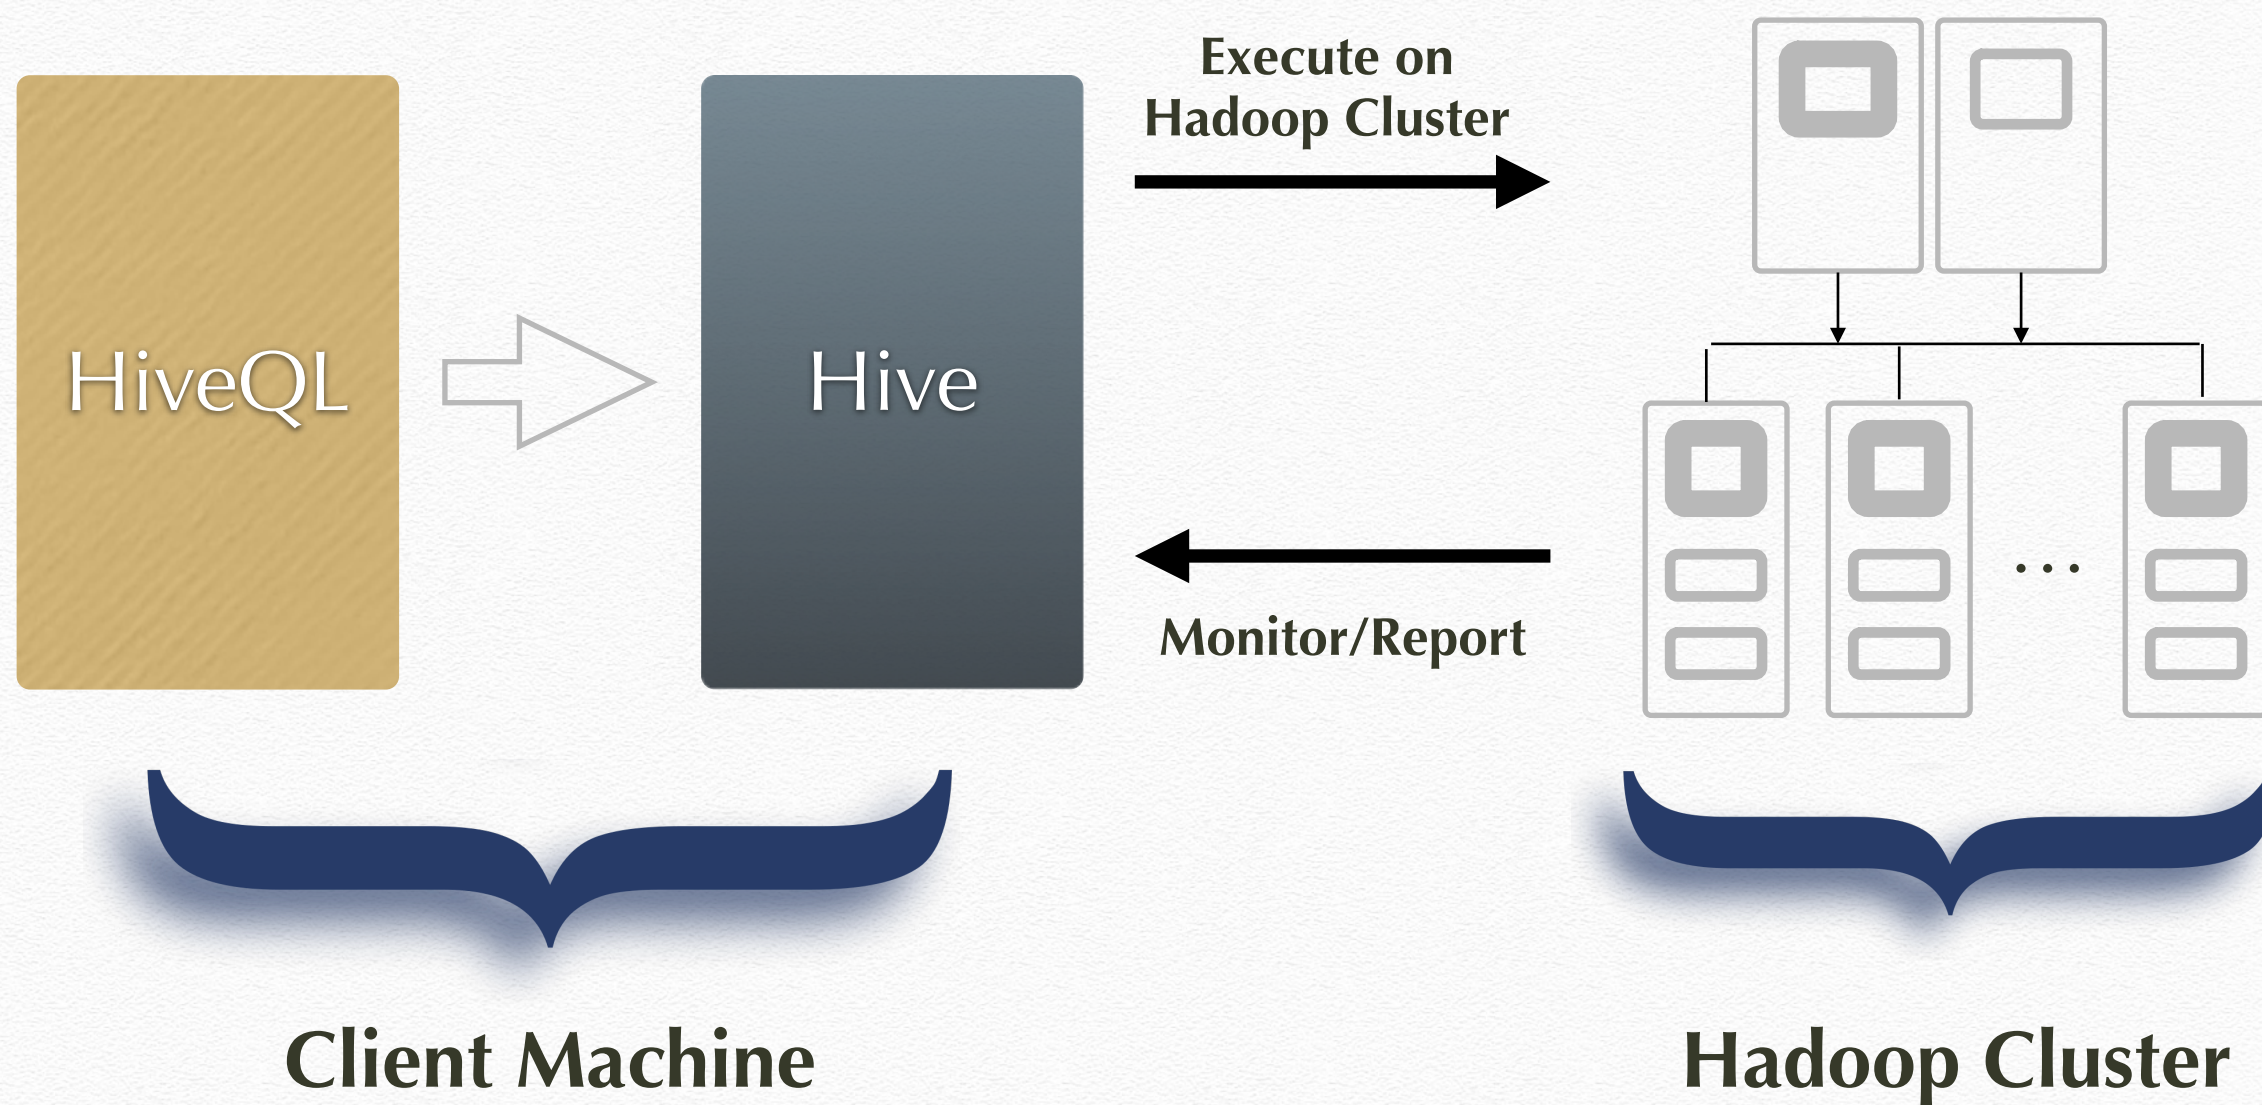 Execute on
Hadoop Cluster
HiveQL
Hive
...
Monitor/Report
Client Machine
Hadoop Cluster